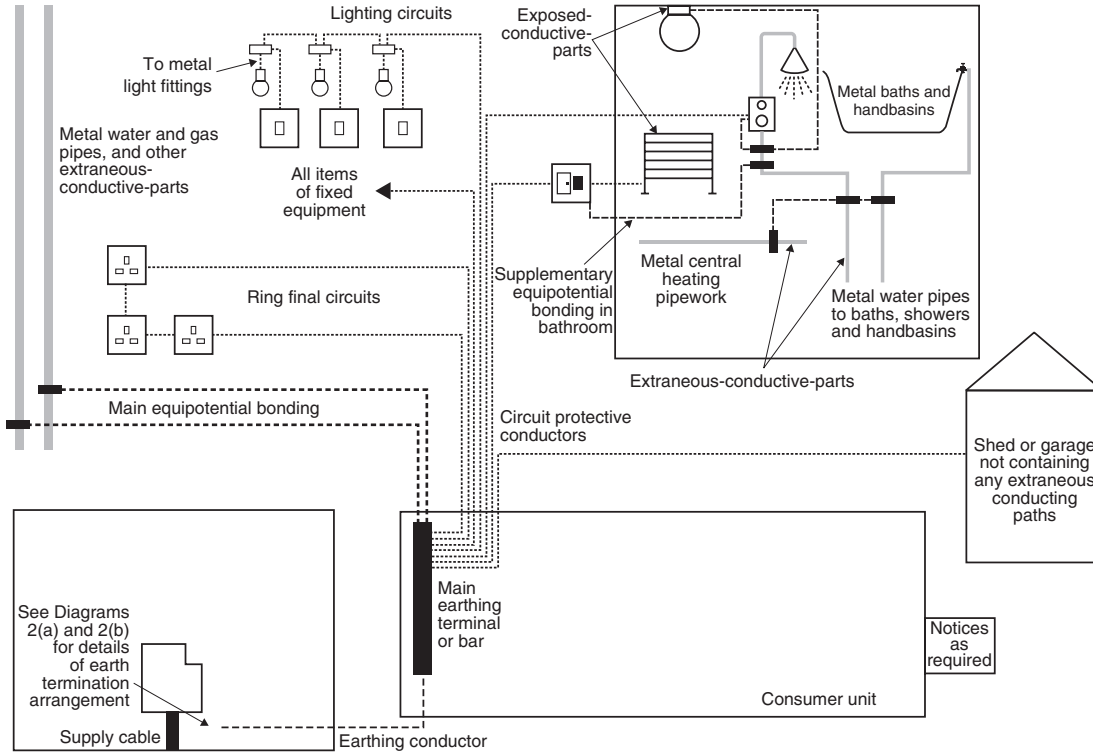 Lighting circuits
To metal
light fittings
Metal water and gas
pipes, and other
extraneous-
conductive-parts
All items
of fixed
equipment
Ring final circuits
Main equipotential bonding
Exposed-
conductive-
parts
Metal baths and
handbasins
Supplementary
equipotential
bonding in
bathroom
Metal central
heating
pipework
Metal water pipes
to baths, showers
and handbasins
Extraneous-conductive-parts
Circuit protective
conductors
Shed or garage
not containing
any extraneous
conducting
paths
See Diagrams
2(a) and 2(b)
for details
of earth
termination
arrangement
Supply cable
Earthing conductor
Main
earthing
terminal
or bar
Consumer unit
Notices
as
required